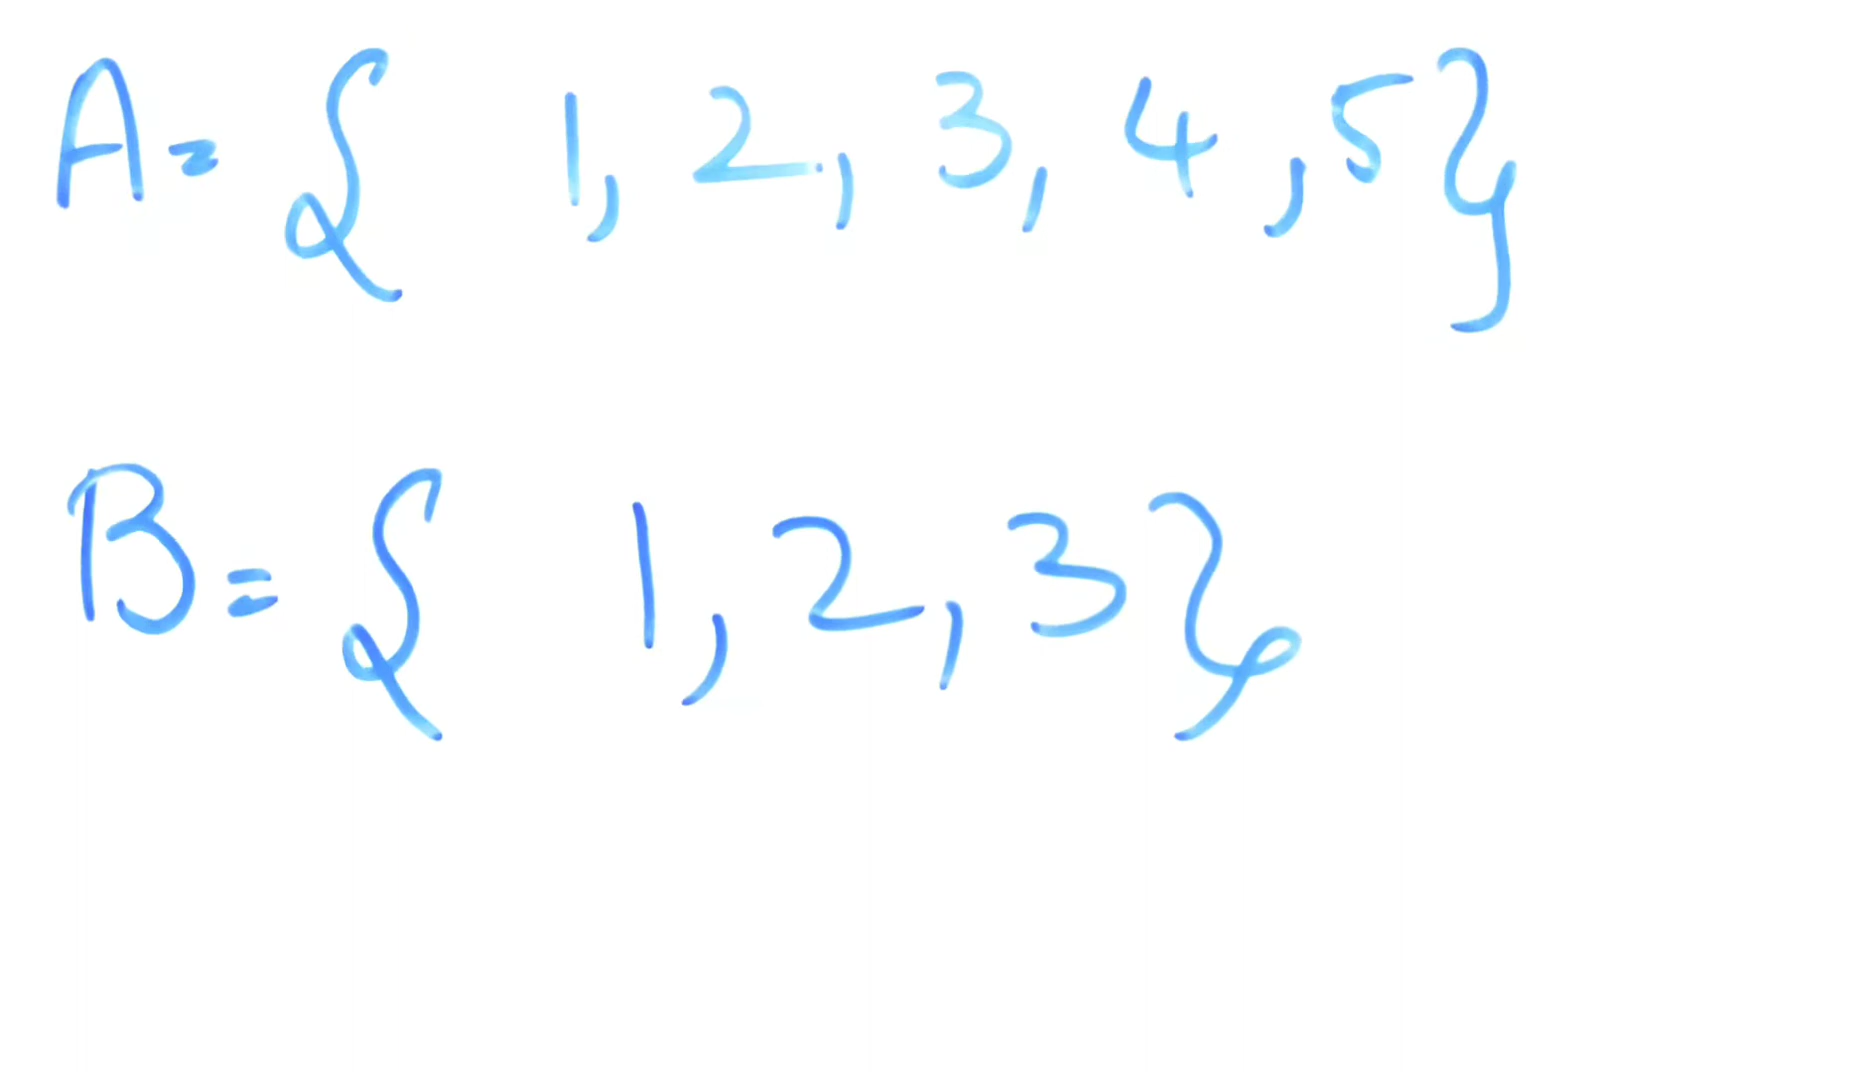 A = { 1, 2, 3, 4, 5}
B = { 1, 2, 3}